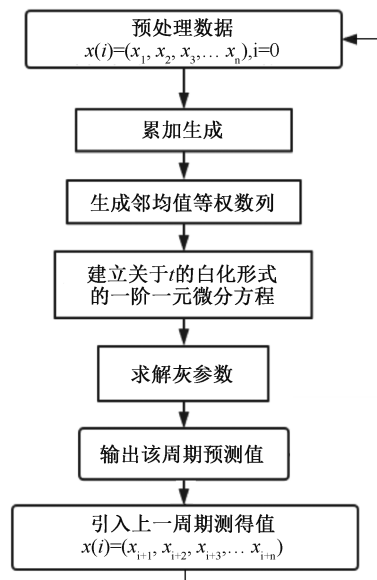 预处理数据
x(i)=(x₁, x₂, x₃,… xₙ),i=0
累加生成
生成邻均值等权数列
建立关于t的白化形式
的一阶一元微分方程
求解灰参数
输出该周期预测值
引入上一周期测得值
x(i)=(xᵢ₊₁, xᵢ₊₂, xᵢ₊₃,… xᵢ₊ₙ)